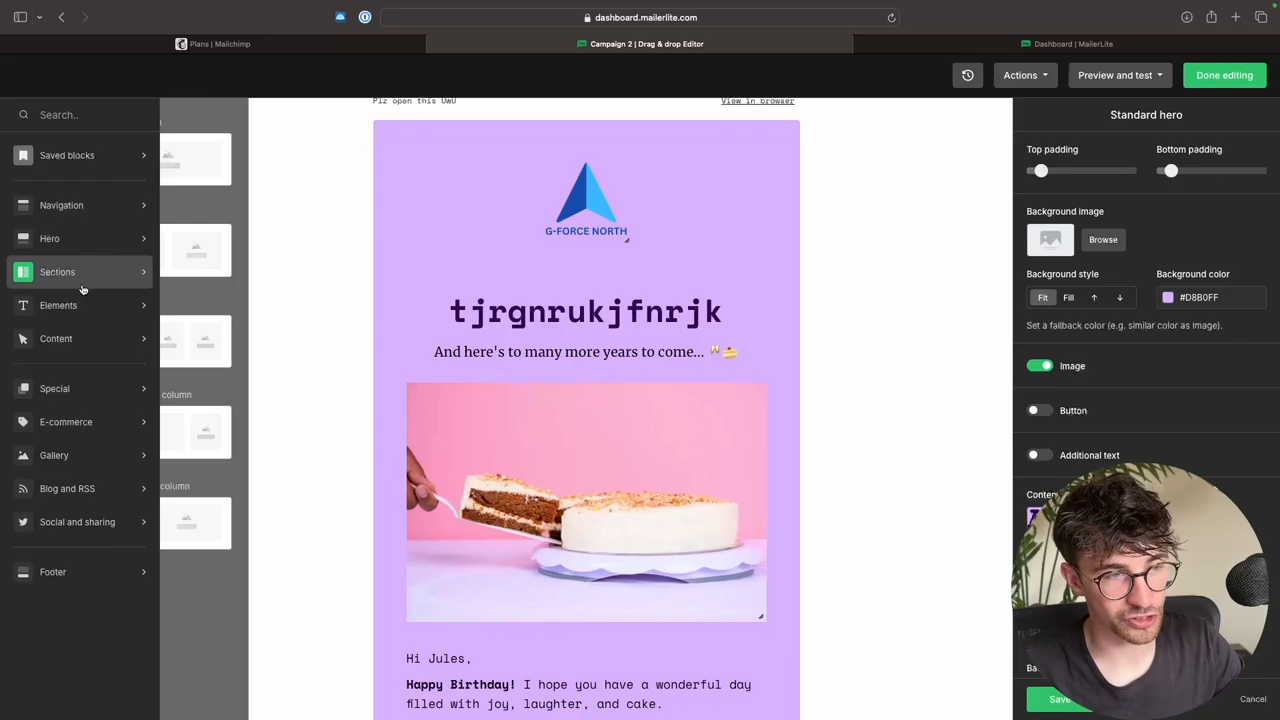 dashboard.mailerlite.com
Plans | Mailchimp
Campaign 2 | Drag & drop Editor
Dashboard | MailerLite
Actions
Preview and test
Done editing
Search..
Saved blocks
Navigation
Hero
Sections
Elements
Content
Special
E-commerce
Gallery
Blog and RSS
Social and sharing
Footer
column
column
Plz open this UwU
View in browser
G-FORCE NORTH
tjrgnrukjfnrjk
And here's to many more years to come... 🥂🍰
Hi Jules,
Happy Birthday! I hope you have a wonderful day
filled with joy, laughter, and cake.
Standard hero
Top padding
Bottom padding
Background image
Browse
Background style
Background color
Fit
Fill
#D8B0FF
Set a fallback color (e.g. similar color as image).
Image
Button
Additional text
Conten
Ba
Save
Cancel